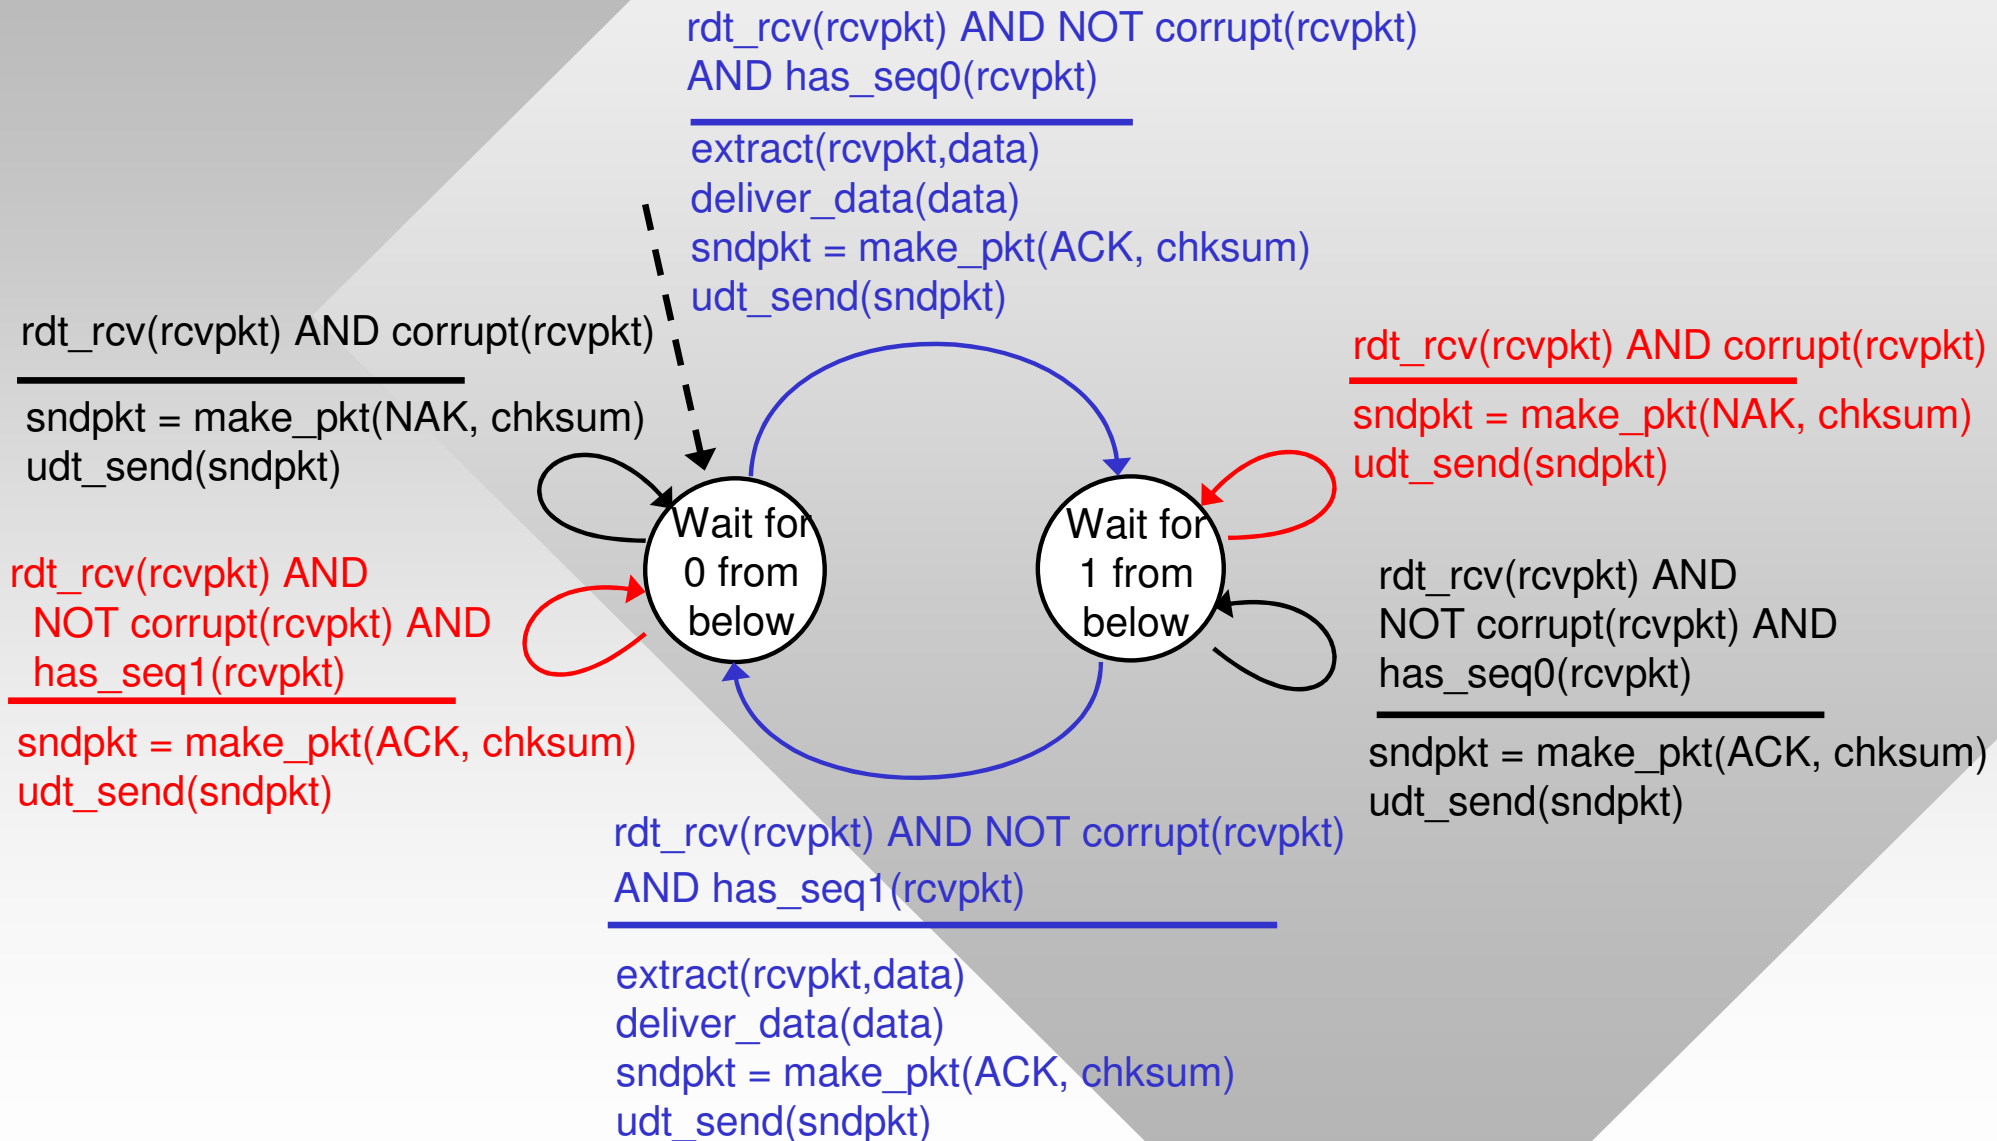 rdt_rcv(rcvpkt) AND NOT corrupt(rcvpkt)
AND has_seq0(rcvpkt)
extract(rcvpkt,data)
deliver_data(data)
sndpkt = make_pkt(ACK, chksum)
udt_send(sndpkt)
rdt_rcv(rcvpkt) AND corrupt(rcvpkt)
sndpkt = make_pkt(NAK, chksum)
udt_send(sndpkt)
rdt_rcv(rcvpkt) AND
NOT corrupt(rcvpkt) AND
has_seq1(rcvpkt)
sndpkt = make_pkt(ACK, chksum)
udt_send(sndpkt)
Wait for
0 from
below
Wait for
1 from
below
rdt_rcv(rcvpkt) AND corrupt(rcvpkt)
sndpkt = make_pkt(NAK, chksum)
udt_send(sndpkt)
rdt_rcv(rcvpkt) AND
NOT corrupt(rcvpkt) AND
has_seq0(rcvpkt)
sndpkt = make_pkt(ACK, chksum)
udt_send(sndpkt)
rdt_rcv(rcvpkt) AND NOT corrupt(rcvpkt)
AND has_seq1(rcvpkt)
extract(rcvpkt,data)
deliver_data(data)
sndpkt = make_pkt(ACK, chksum)
udt_send(sndpkt)